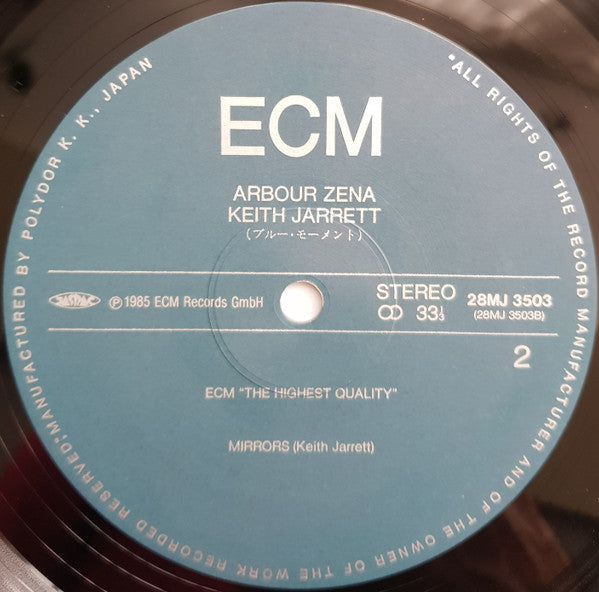 ECM
ARBOUR ZENA
KEITH JARRETT
(ブルー・モーメント)
JASRAC
Ⓟ1985 ECM Records GmbH
STEREO
33⅓
28MJ 3503
(28MJ 3503B)
2
ECM "THE HIGHEST QUALITY"
MIRRORS (Keith Jarrett)
"ALL RIGHTS OF THE RECORD MANUFACTURER AND OF THE OWNER OF THE WORK RECORDED RESERVED." MANUFACTURED BY POLYDOR K. K., JAPAN